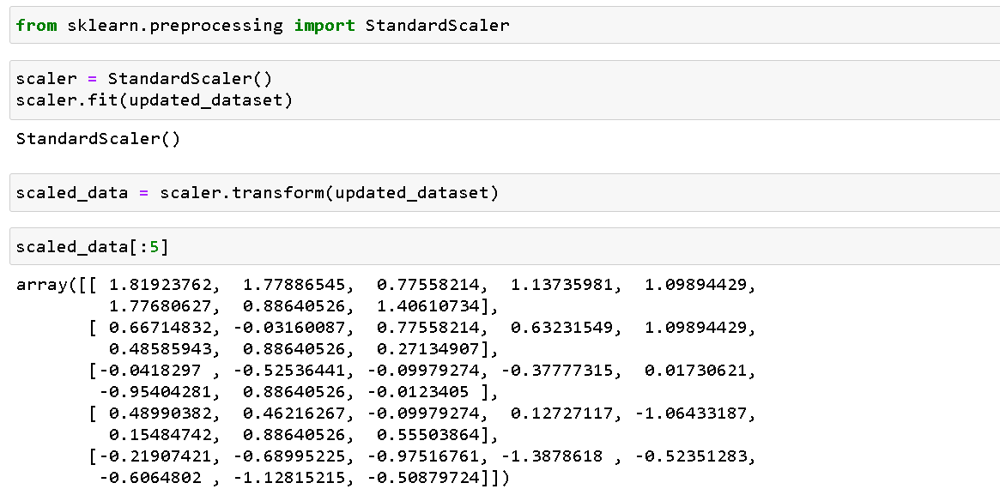 from sklearn.preprocessing import StandardScaler
scaler = StandardScaler()
scaler.fit(updated_dataset)
StandardScaler()
scaled_data = scaler.transform(updated_dataset)
scaled_data[:5]
array([[ 1.81923762,  1.77886545,  0.77558214,  1.13735981,  1.09894429,
         1.77680627,  0.88640526,  1.40610734],
       [ 0.66714832, -0.03160087,  0.77558214,  0.63231549,  1.09894429,
         0.48585943,  0.88640526,  0.27134907],
       [-0.0418297 , -0.52536441, -0.09979274, -0.37777315,  0.01730621,
        -0.95404281,  0.88640526, -0.0123405 ],
       [ 0.48990382,  0.46216267, -0.09979274,  0.12727117, -1.06433187,
         0.15484742,  0.88640526,  0.55503864],
       [-0.21907421, -0.68995225, -0.97516761, -1.3878618 , -0.52351283,
        -0.6064802 , -1.12815215, -0.50879724]])